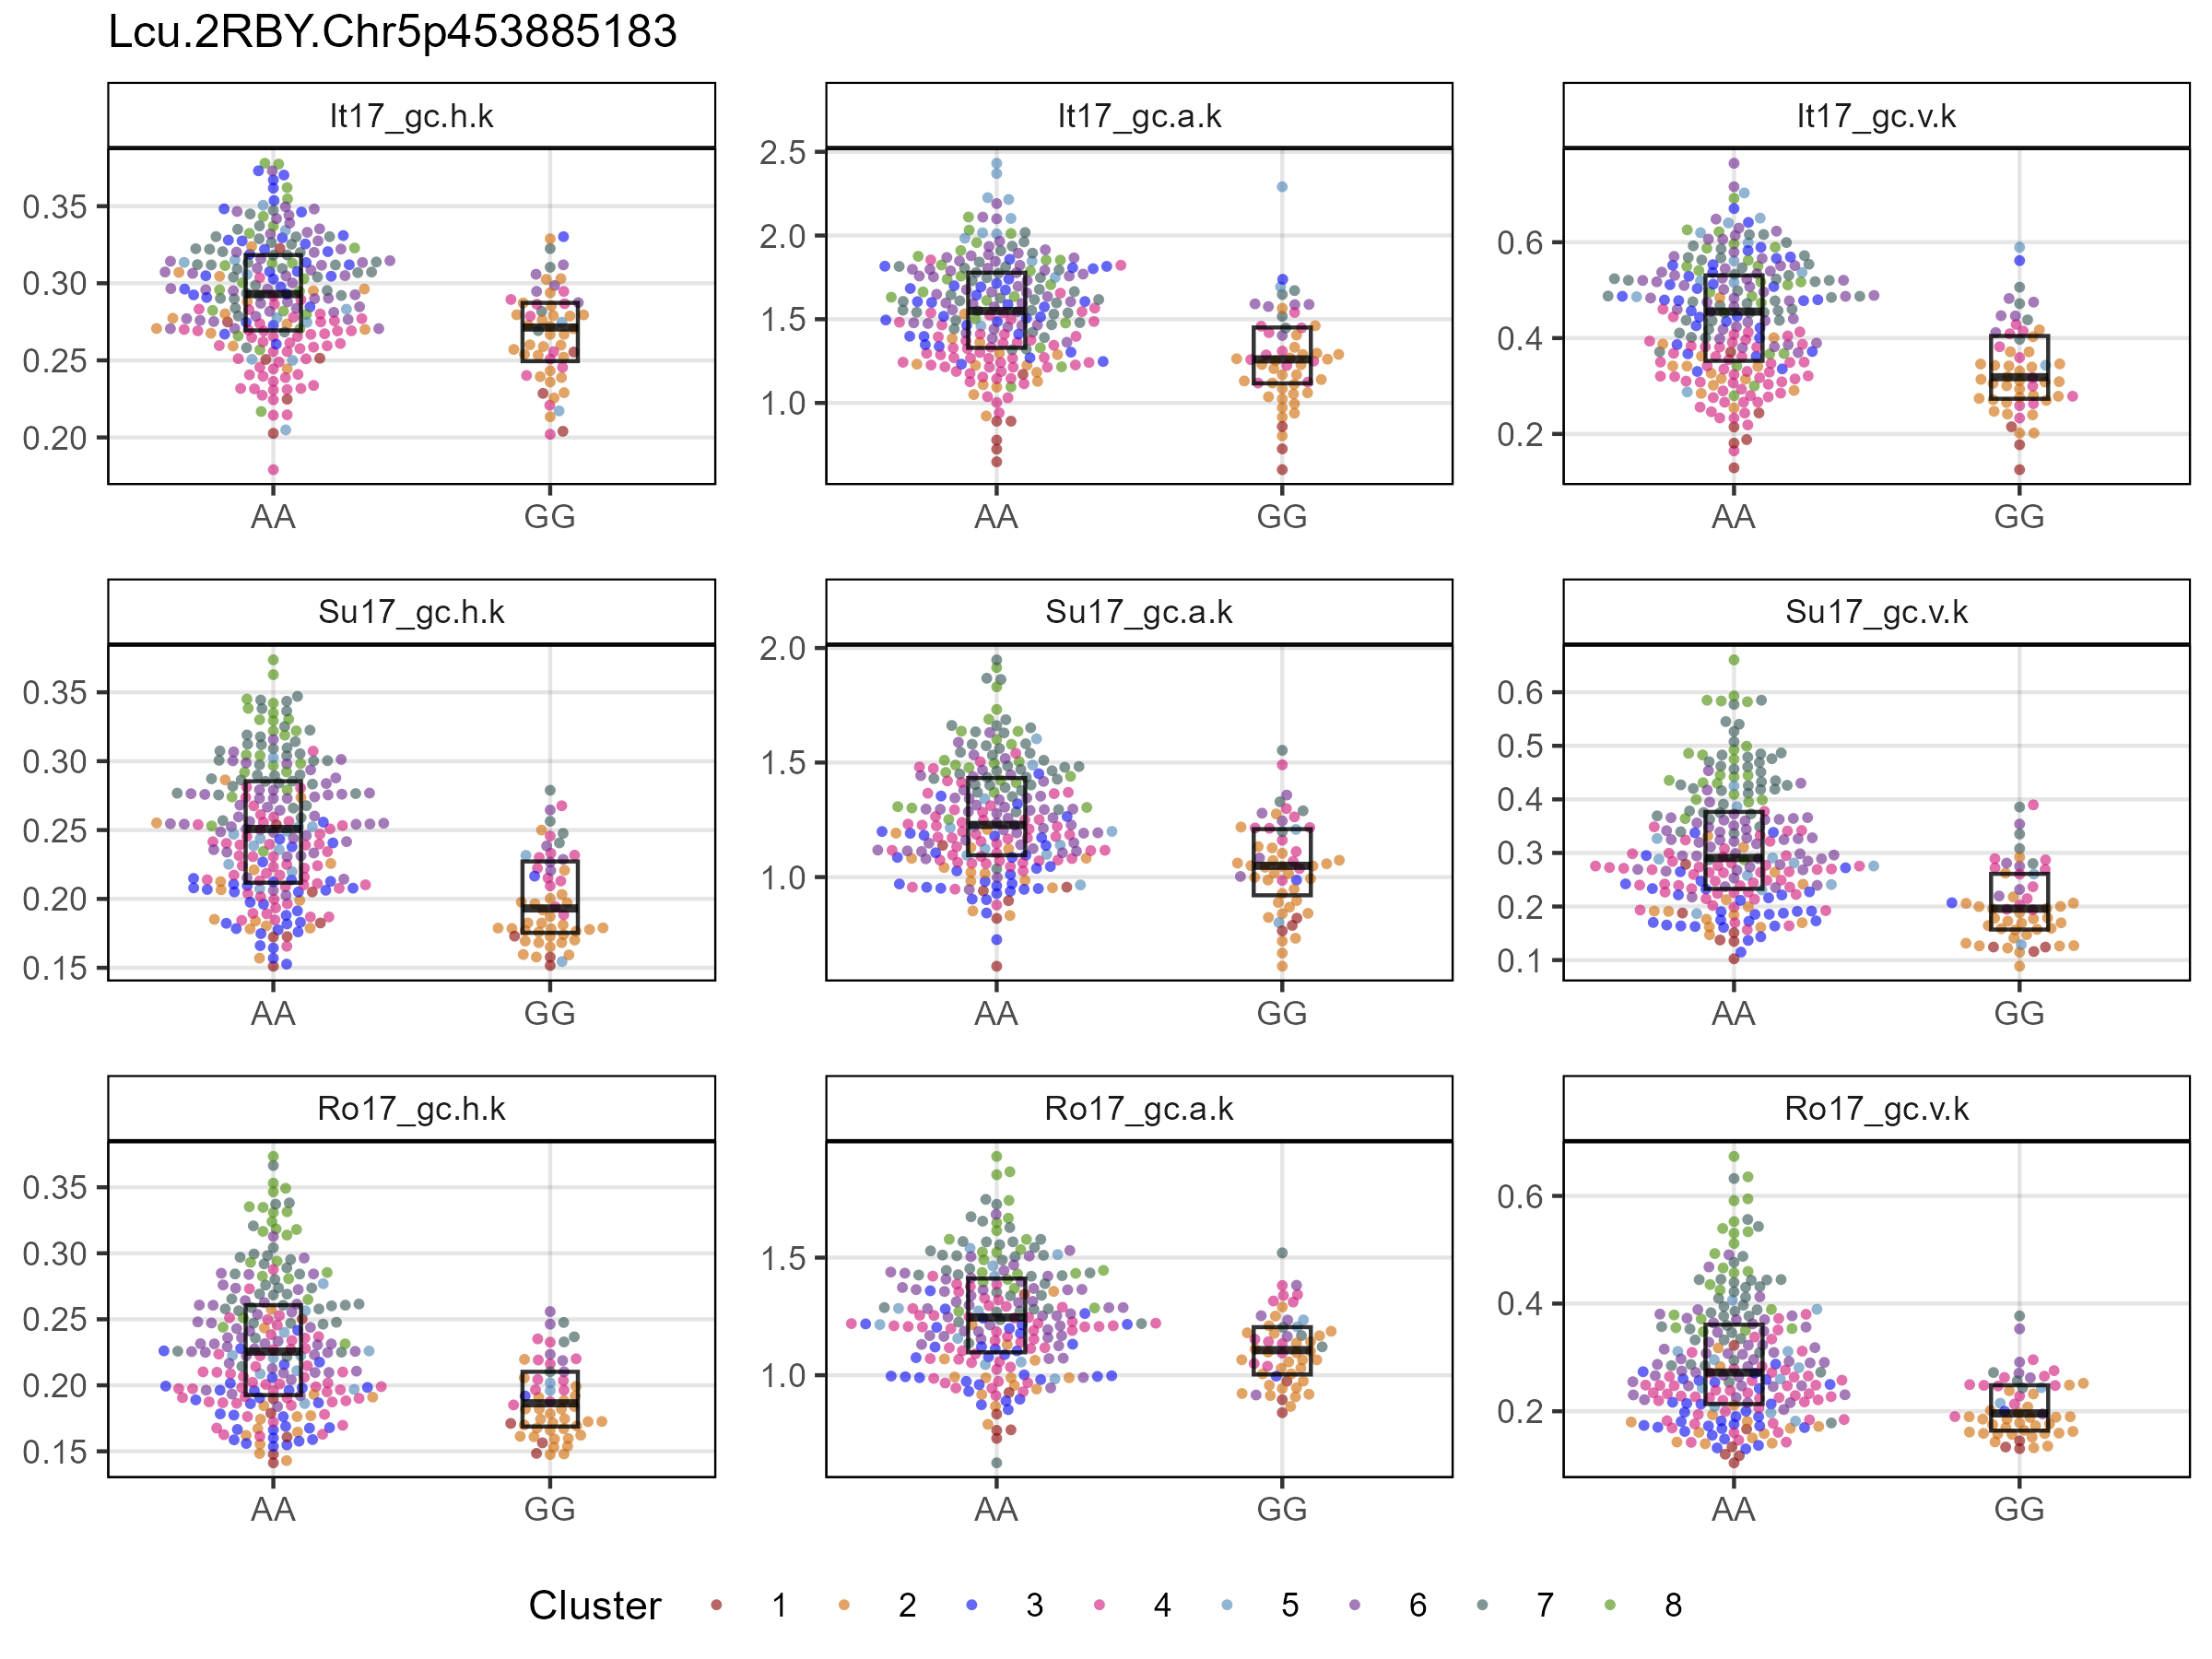 Lcu.2RBY.Chr5p453885183
It17_gc.h.k
It17_gc.a.k
It17_gc.v.k
0.35
0.30
0.25
0.20
2.5
2.0
1.5
1.0
0.6
0.4
0.2
AA
GG
AA
GG
AA
GG
Su17_gc.h.k
Su17_gc.a.k
Su17_gc.v.k
0.35
0.30
0.25
0.20
0.15
2.0
1.5
1.0
0.6
0.5
0.4
0.3
0.2
0.1
AA
GG
AA
GG
AA
GG
Ro17_gc.h.k
Ro17_gc.a.k
Ro17_gc.v.k
0.35
0.30
0.25
0.20
0.15
1.5
1.0
0.6
0.4
0.2
AA
GG
AA
GG
AA
GG
Cluster 1 2 3 4 5 6 7 8